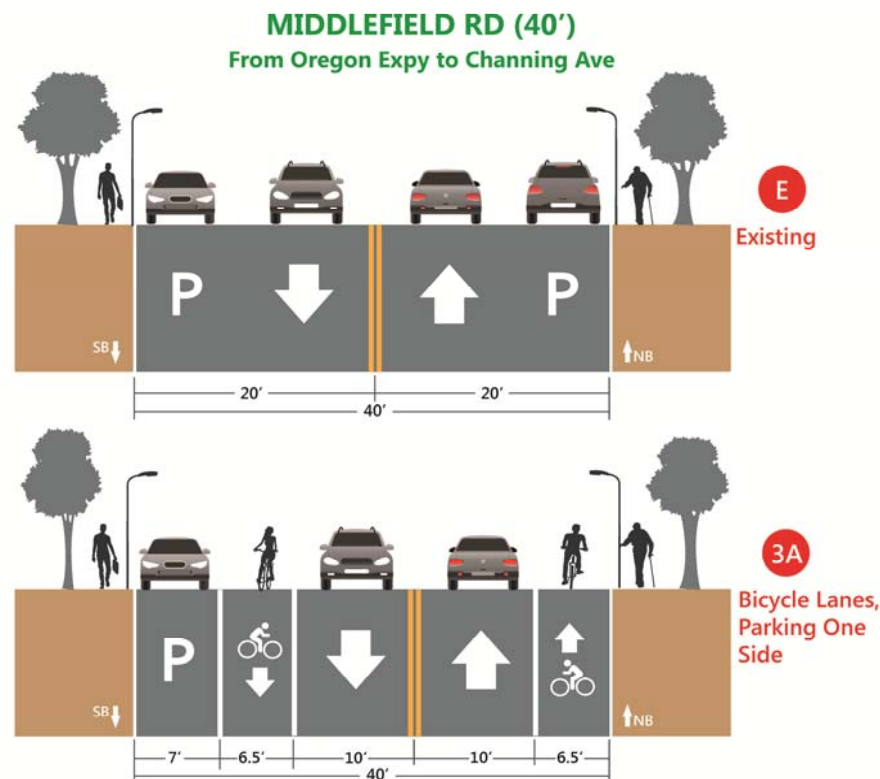 MIDDLEFIELD RD (40’)
From Oregon Expy to Channing Ave
E
Existing
P
P
SB
NB
20’
20’
40’
3A
Bicycle Lanes,
Parking One
Side
P
SB
NB
7’
6.5’
10’
10’
6.5’
40’